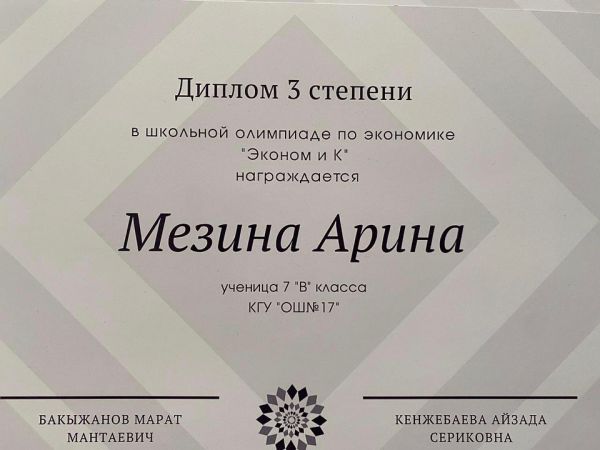 Диплом 3 степени
в школьной олимпиаде по экономике
"Эконом и К"
награждается
Мезина Арина
ученица 7 "В" класса
КГУ "ОШ№17"
БАКЫЖАНОВ МАРАТ
МАНТАЕВИЧ
КЕНЖЕБАЕВА АЙЗАДА
СЕРИКОВНА